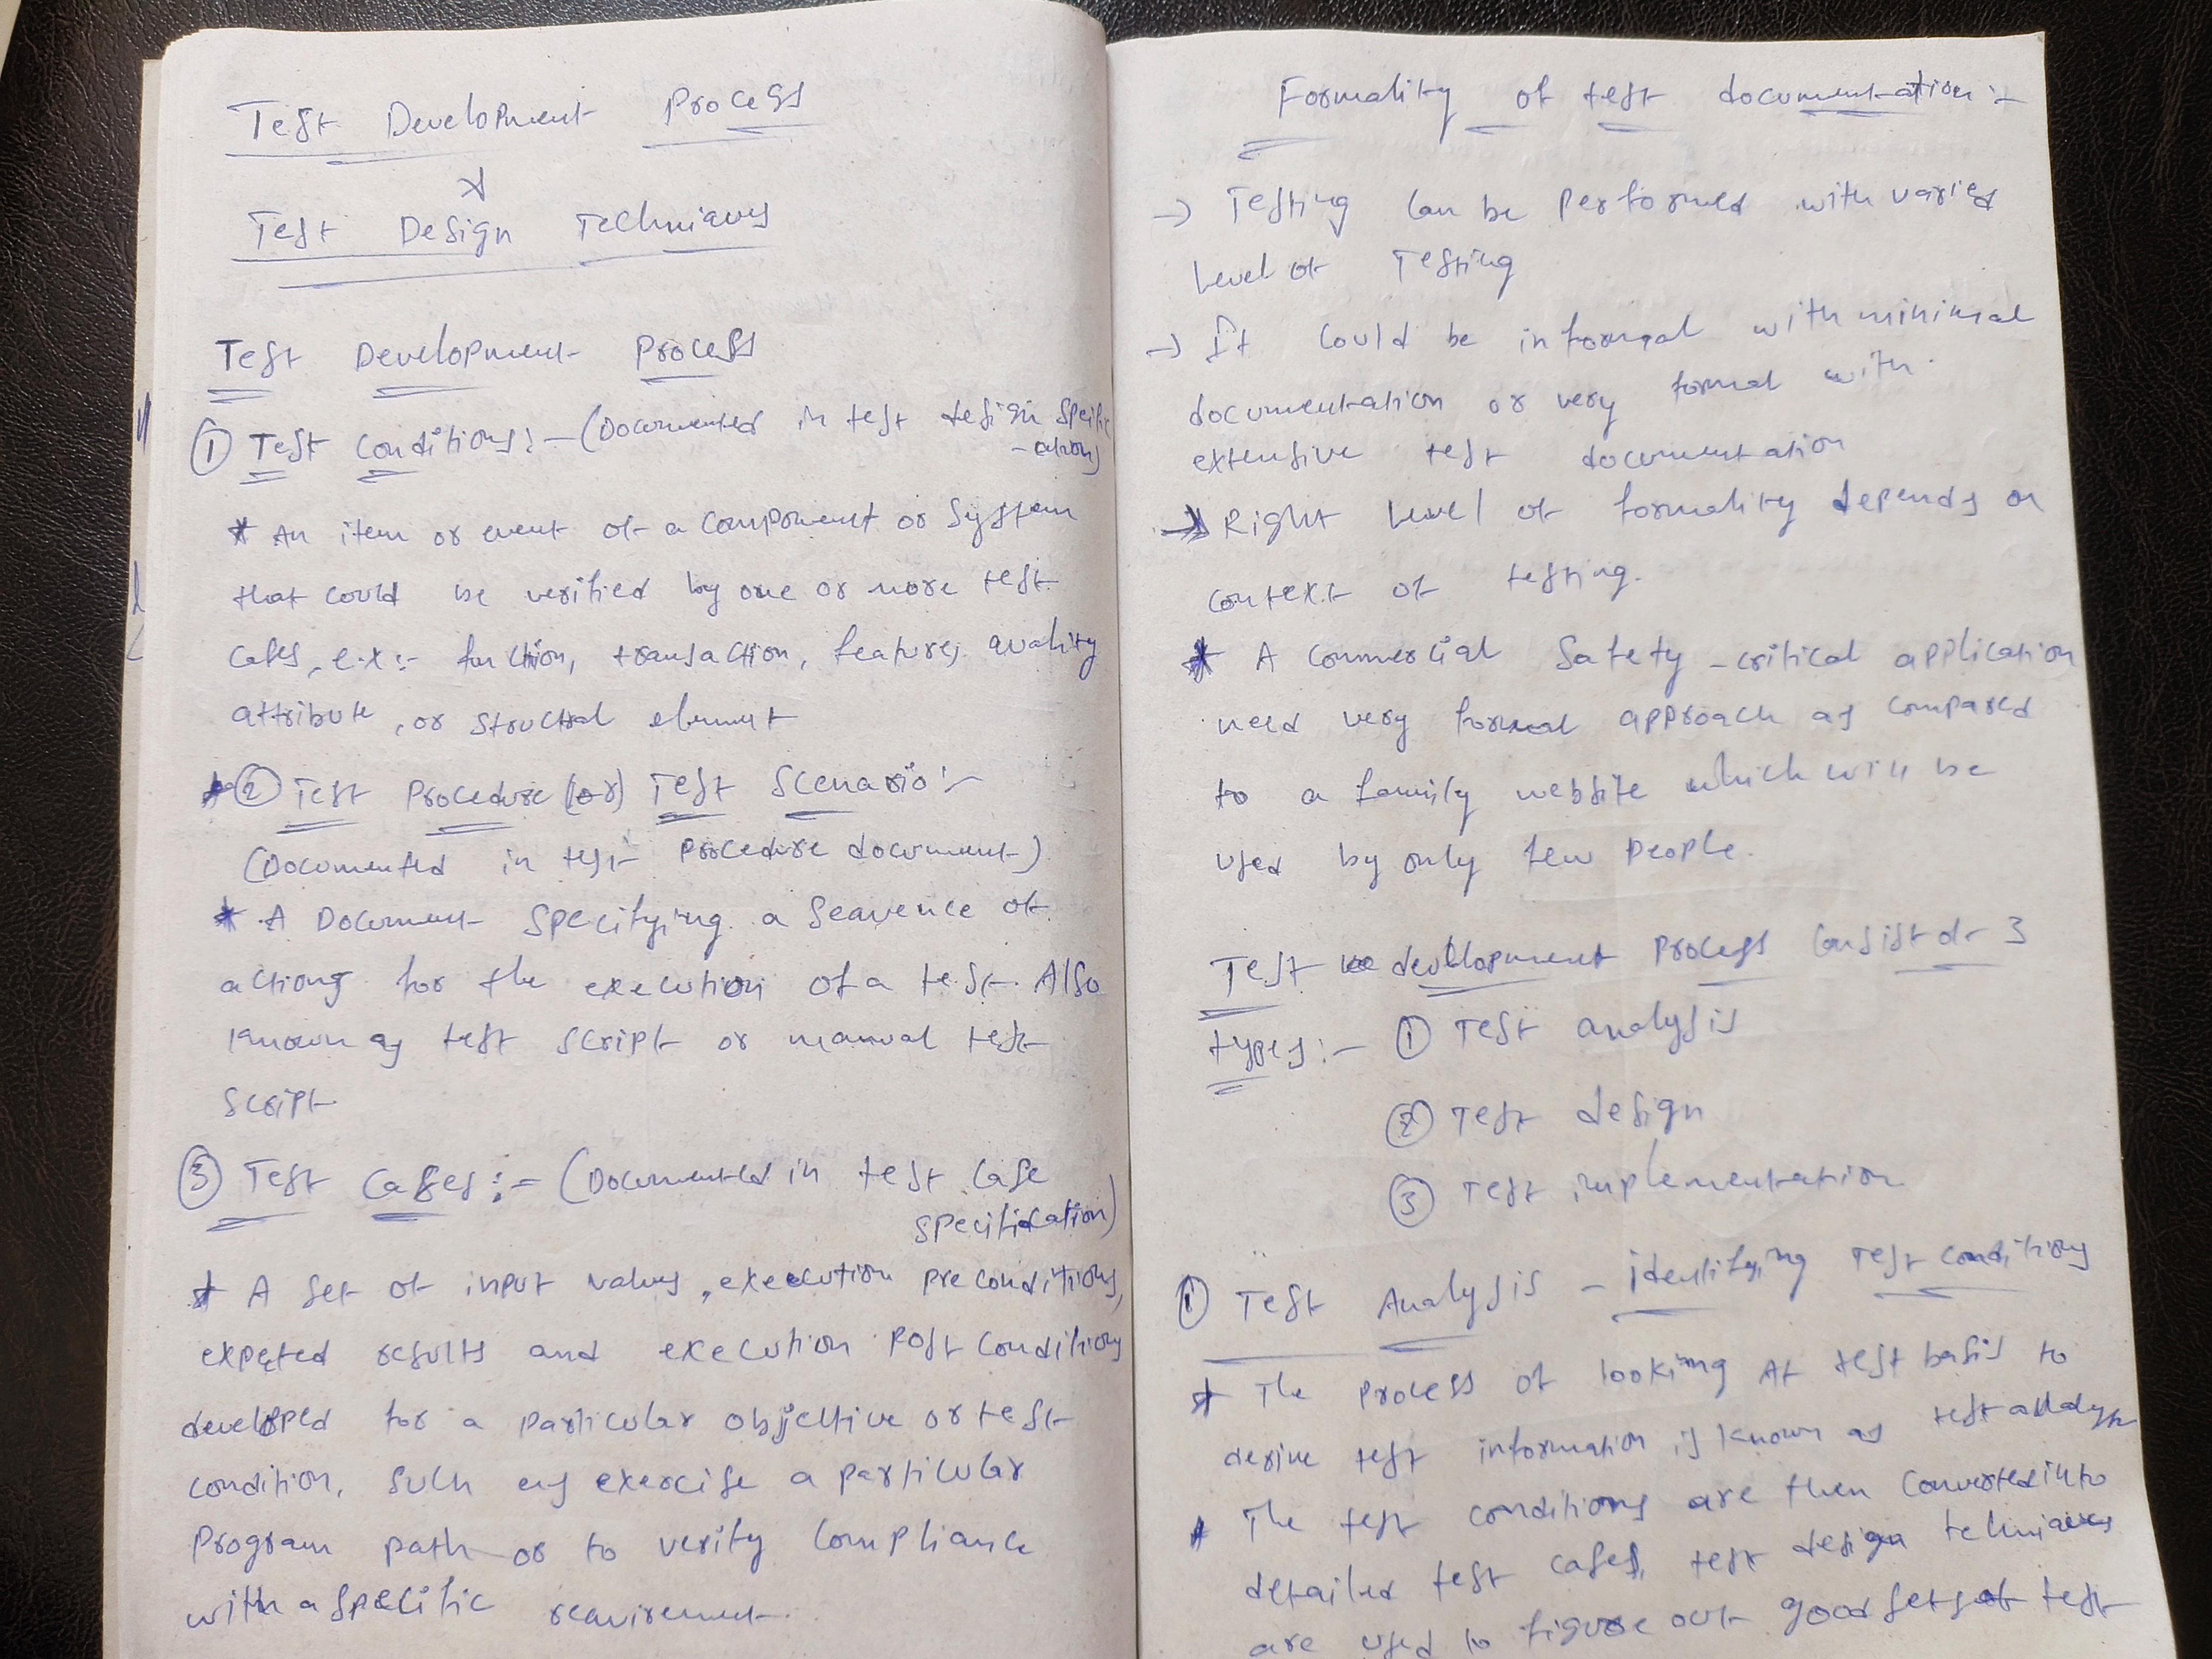 Test Development Process
&
Test Design Techniques
Test Development Process
① Test Conditions:- (Documented in test design specific
-ation)
* An item or event of a component or system
that could be verified by one or more test
cases, e.x:- function, transaction, feature, quality
attribute, or structral element
* ② Test Procedure (or) Test Scenario:-
(Documented in test procedure document)
* A Document specifying a sequence of
actions for the execution of a test. Also
known as test script or manual test
script
③ Test Cases:- (Documented in test case
specification)
* A set of input values, execution preconditions,
expeted results and execution Post conditions
developed for a particular objective or test
condition, such as exercise a particular
Program path or to verify compliance
with a specific requirement.
Formality of test documentation:-
→ Testing can be performed with varied
level of Testing
→ It could be informal with minimal
documentation or very formal with
extensive test documentation
→ Right level of formality depends on
context of testing.
* A commercial safety-critical application
need very formal approach as compared
to a family website which will be
used by only few people.
Test development process consist of 3
types:- ① Test analysis
② Test design
③ Test implementation
① Test Analysis - identifying Test conditions
* The process of looking At test basis to
derive test information is known as test analysis
* The test conditions are then converted into
detailed test cases, test design techniques
are used to figure out good sets of test